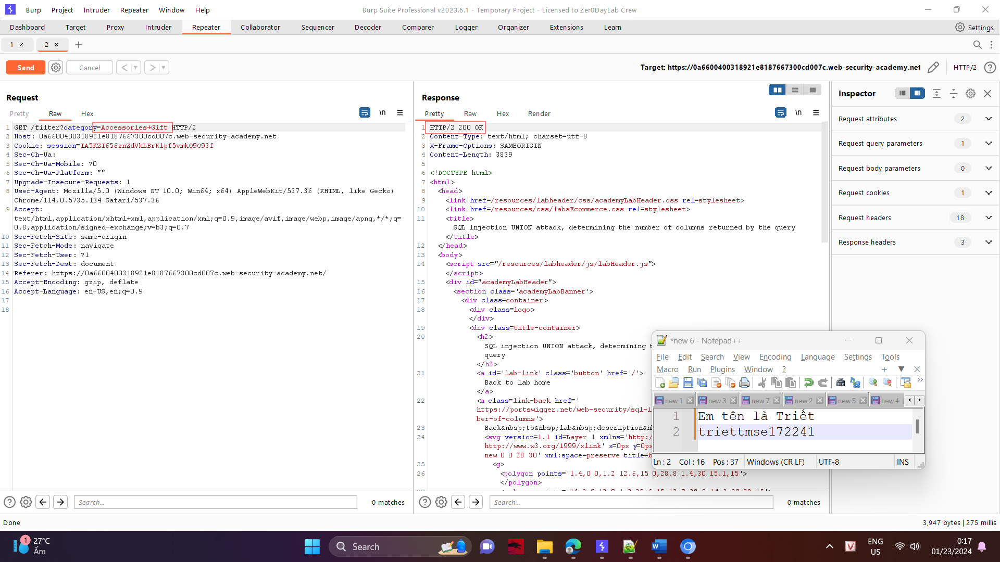 Burp Project Intruder Repeater Window Help
Burp Suite Professional v2023.6.1 - Temporary Project - Licensed to Zer0DayLab Crew
Dashboard Target Proxy Intruder Repeater Collaborator Sequencer Decoder Comparer Logger Organizer Extensions Learn
Settings
1 × 2 × +
Send Cancel < >
Target: https://0a6600400318921e8187667300cd007c.web-security-academy.net HTTP/2
Request
Pretty Raw Hex \n
1 GET /filter?category=Accessories+Gift HTTP/2
2 Host: 0a6600400318921e8187667300cd007c.web-security-academy.net
3 Cookie: session=IA5KZI656znZdVkLBrK1pf5vmkQ9O93f
4 Sec-Ch-Ua:
5 Sec-Ch-Ua-Mobile: ?0
6 Sec-Ch-Ua-Platform: ""
7 Upgrade-Insecure-Requests: 1
8 User-Agent: Mozilla/5.0 (Windows NT 10.0; Win64; x64) AppleWebKit/537.36 (KHTML, like Gecko)
Chrome/114.0.5735.134 Safari/537.36
9 Accept:
text/html,application/xhtml+xml,application/xml;q=0.9,image/avif,image/webp,image/apng,*/*;q=
0.8,application/signed-exchange;v=b3;q=0.7
10 Sec-Fetch-Site: same-origin
11 Sec-Fetch-Mode: navigate
12 Sec-Fetch-User: ?1
13 Sec-Fetch-Dest: document
14 Referer: https://0a6600400318921e8187667300cd007c.web-security-academy.net/
15 Accept-Encoding: gzip, deflate
16 Accept-Language: en-US,en;q=0.9
17
18
Search...
0 matches
Response
Pretty Raw Hex Render \n
1 HTTP/2 200 OK
2 Content-Type: text/html; charset=utf-8
3 X-Frame-Options: SAMEORIGIN
4 Content-Length: 3839
5
6 <!DOCTYPE html>
7 <html>
8 <head>
9 <link href=/resources/labheader/css/academyLabHeader.css rel=stylesheet>
10 <link href=/resources/css/labsEcommerce.css rel=stylesheet>
11 <title>
SQL injection UNION attack, determining the number of columns returned by the query
</title>
12 </head>
13 <body>
14 <script src="/resources/labheader/js/labHeader.js">
</script>
15 <div id="academyLabHeader">
16 <section class='academyLabBanner'>
17 <div class=container>
18 <div class=logo>
</div>
19 <div class=title-container>
20 <h2>
SQL injection UNION attack, determining
query
</h2>
21 <a id='lab-link' class='button' href='/'>
Back to lab home
</a>
22 <a class=link-back href='
https://portswigger.net/web-security/sql-i
ber-of-columns'>
23 Back&nbsp;to&nbsp;lab&nbsp;description&n
24 <svg version=1.1 id=Layer_1 xmlns='http:/
http://www.w3.org/1999/xlink' x=0px y=0px
new 0 0 28 30' xml:space=preserve title=b
25 <g>
26 <polygon points='1.4,0 0,1.2 12.6,15 0,28.8 1.4,30 15.1,15'>
</polygon>
Search...
0 matches
Inspector
Request attributes 2
Request query parameters 1
Request body parameters 0
Request cookies 1
Request headers 18
Response headers 3
*new 6 - Notepad++
File Edit Search View Encoding Language Settings Tools
Macro Run Plugins Window ?
new 1 new 3 new 7 new 2 new 5 new 4
1 Em tên là Triết
2 triettmse172241
Ln : 2 Col : 16 Pos : 37 Windows (CR LF) UTF-8 INS
Done
3,947 bytes | 275 millis
1 27°C
Ẩm
Search
ENG
US
0:17
01/23/2024